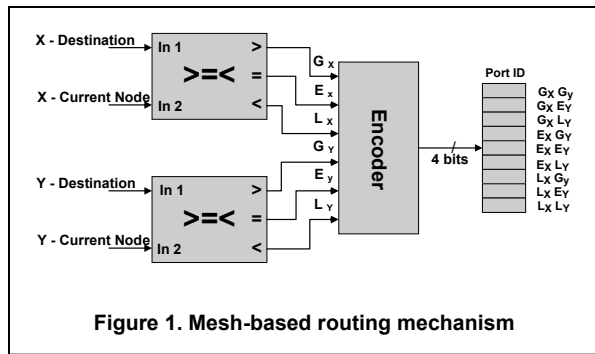 X - Destination
In 1
>
X - Current Node
In 2
>=<
=
<
G X
E x
L X
G Y
E y
L Y
Y - Destination
In 1
>
Y - Current Node
In 2
>=<
=
<
Encoder
4 bits
Port ID
GX Gy
GX EY
GX LY
EX GY
EX EY
EX LY
LX Gy
LX EY
LX LY
Figure 1. Mesh-based routing mechanism